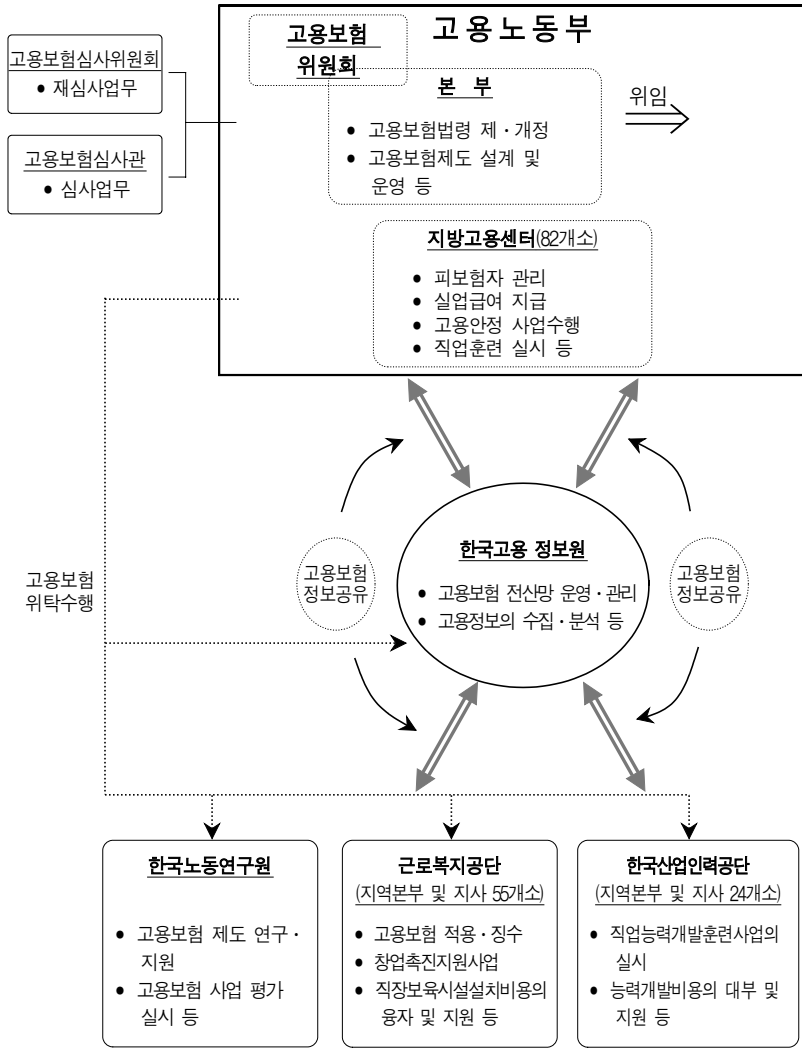 고용노동부
고용보험
위원회
고용보험심사위원회
• 재심사업무
고용보험심사관
• 심사업무
본 부
• 고용보험법령 제·개정
• 고용보험제도 설계 및
운영 등
위임
지방고용센터(82개소)
• 피보험자 관리
• 실업급여 지급
• 고용안정 사업수행
• 직업훈련 실시 등
고용보험
위탁수행
고용보험
정보공유
한국고용 정보원
• 고용보험 전산망 운영·관리
• 고용정보의 수집·분석 등
고용보험
정보공유
한국노동연구원
• 고용보험 제도 연구·
지원
• 고용보험 사업 평가
실시 등
근로복지공단
(지역본부 및 지사 55개소)
• 고용보험 적용·징수
• 창업촉진지원사업
• 직장보육시설설치비용의
융자 및 지원 등
한국산업인력공단
(지역본부 및 지사 24개소)
• 직업능력개발훈련사업의
실시
• 능력개발비용의 대부 및
지원 등